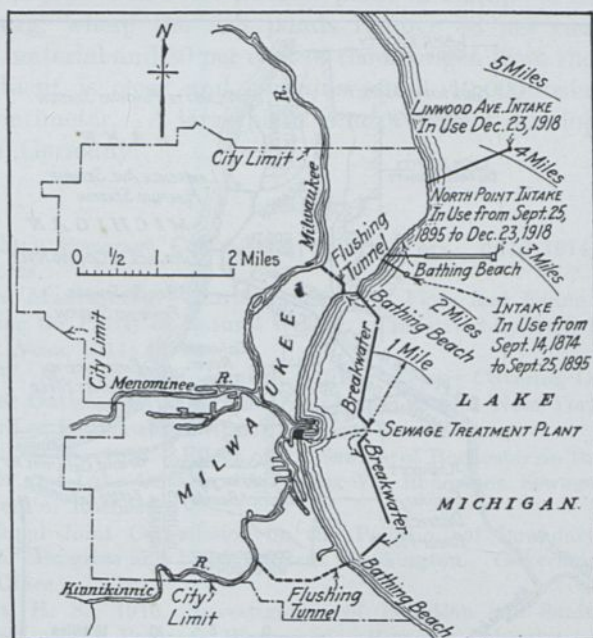 N
R.
5 Miles
LINWOOD AVE. INTAKE
In Use Dec. 23, 1918
City Limit
4 Miles
Milwaukee
NORTH POINT INTAKE
In Use from Sept. 25,
1895 to Dec. 23, 1918
Flushing
Tunnel
3 Miles
0 1/2 2 Miles
Bathing Beach
INTAKE
In Use from
Sept. 14, 1874
to Sept. 25, 1895
Bathing Beach
2 Miles
1 Mile
Breakwater
City Limit
Menominee R.
MILWAUKEE
LAKE
SEWAGE TREATMENT PLANT
Breakwater
MICHIGAN.
Kinnikinnic R.
City
Limit
Flushing
Tunnel
Bathing Beach